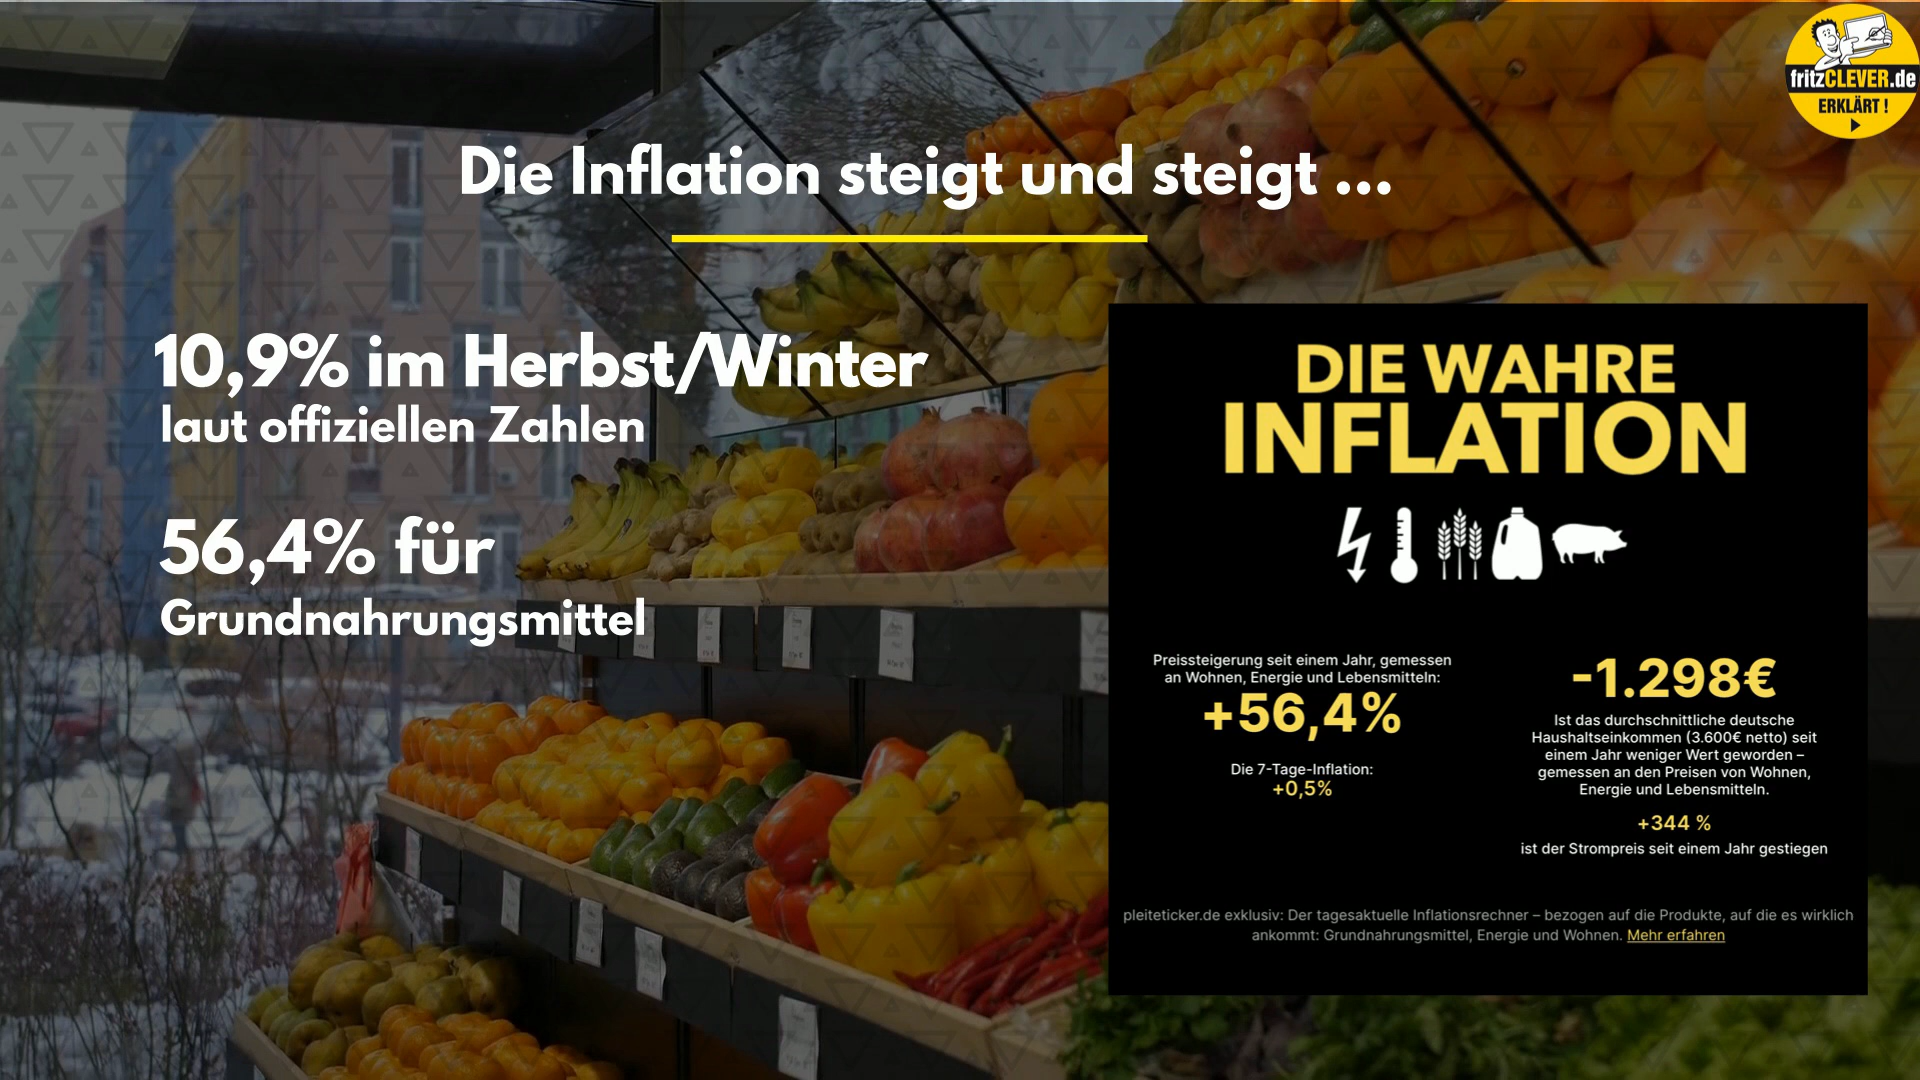 fritzCLEVER.de
ERKLÄRT !
Die Inflation steigt und steigt ...
10,9% im Herbst/Winter
laut offiziellen Zahlen
56,4% für
Grundnahrungsmittel
DIE WAHRE
INFLATION
Preissteigerung seit einem Jahr, gemessen
an Wohnen, Energie und Lebensmitteln:
+56,4%
Die 7-Tage-Inflation:
+0,5%
-1.298€
Ist das durchschnittliche deutsche
Haushaltseinkommen (3.600€ netto) seit
einem Jahr weniger Wert geworden –
gemessen an den Preisen von Wohnen,
Energie und Lebensmitteln.
+344 %
ist der Strompreis seit einem Jahr gestiegen
pleiteticker.de exklusiv: Der tagesaktuelle Inflationsrechner – bezogen auf die Produkte, auf die es wirklich
ankommt: Grundnahrungsmittel, Energie und Wohnen. Mehr erfahren